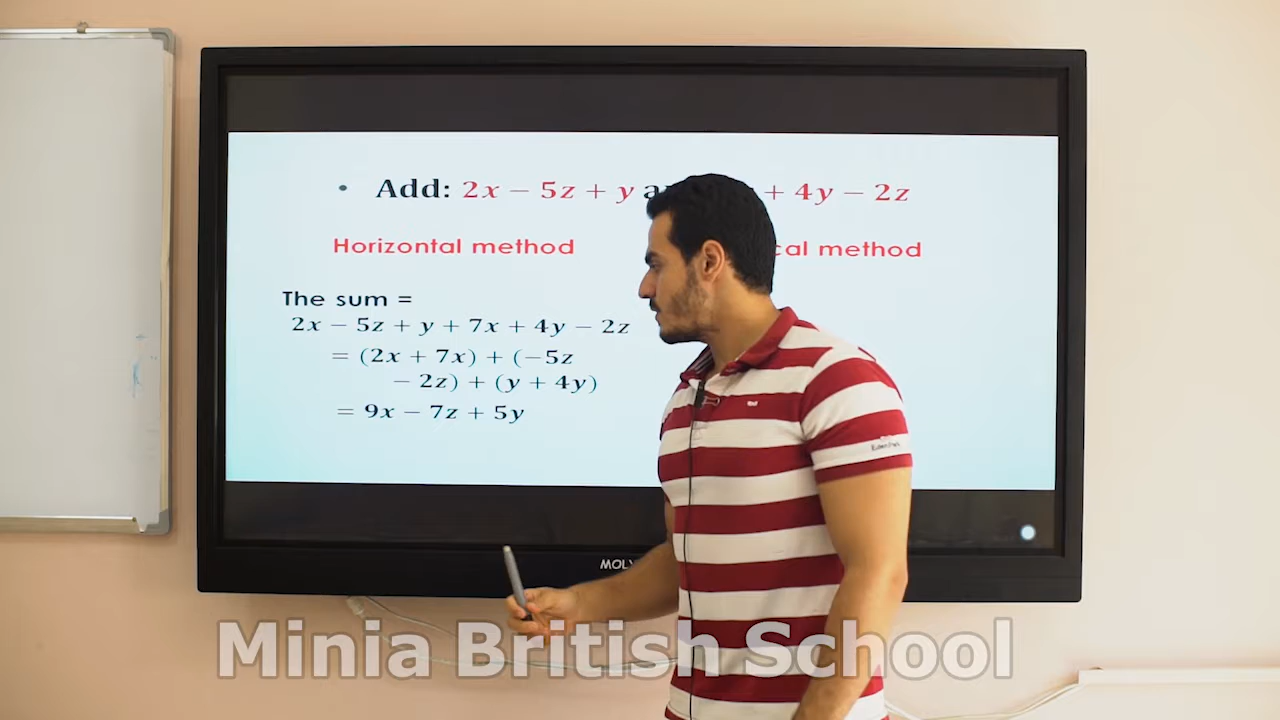 • Add: 2x − 5z + y + 4y − 2z
Horizontal method
cal method
The sum =
2x − 5z + y + 7x + 4y − 2z
= (2x + 7x) + (−5z
− 2z) + (y + 4y)
= 9x − 7z + 5y
Minia British School